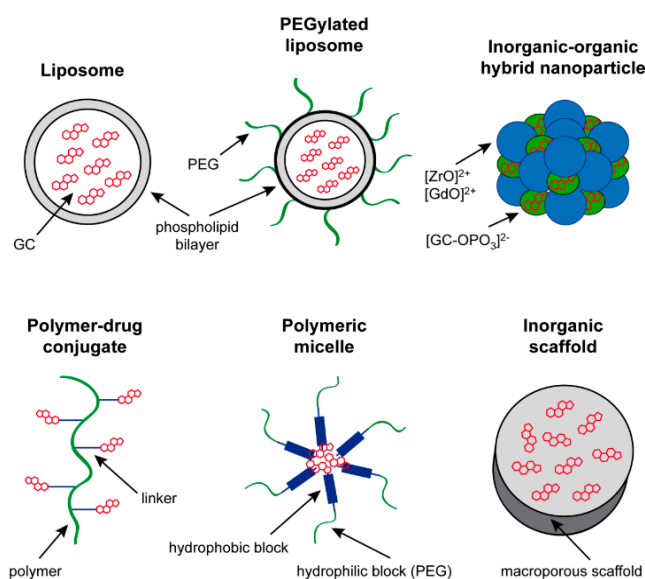 Liposome
PEGylated
liposome
Inorganic-organic
hybrid nanoparticle
PEG
[ZrO]²⁺
[GdO]²⁺
GC
phospholipid
bilayer
[GC-OPO₃]²⁻
Polymer-drug
conjugate
Polymeric
micelle
Inorganic
scaffold
linker
polymer
hydrophobic block
hydrophilic block (PEG)
macroporous scaffold